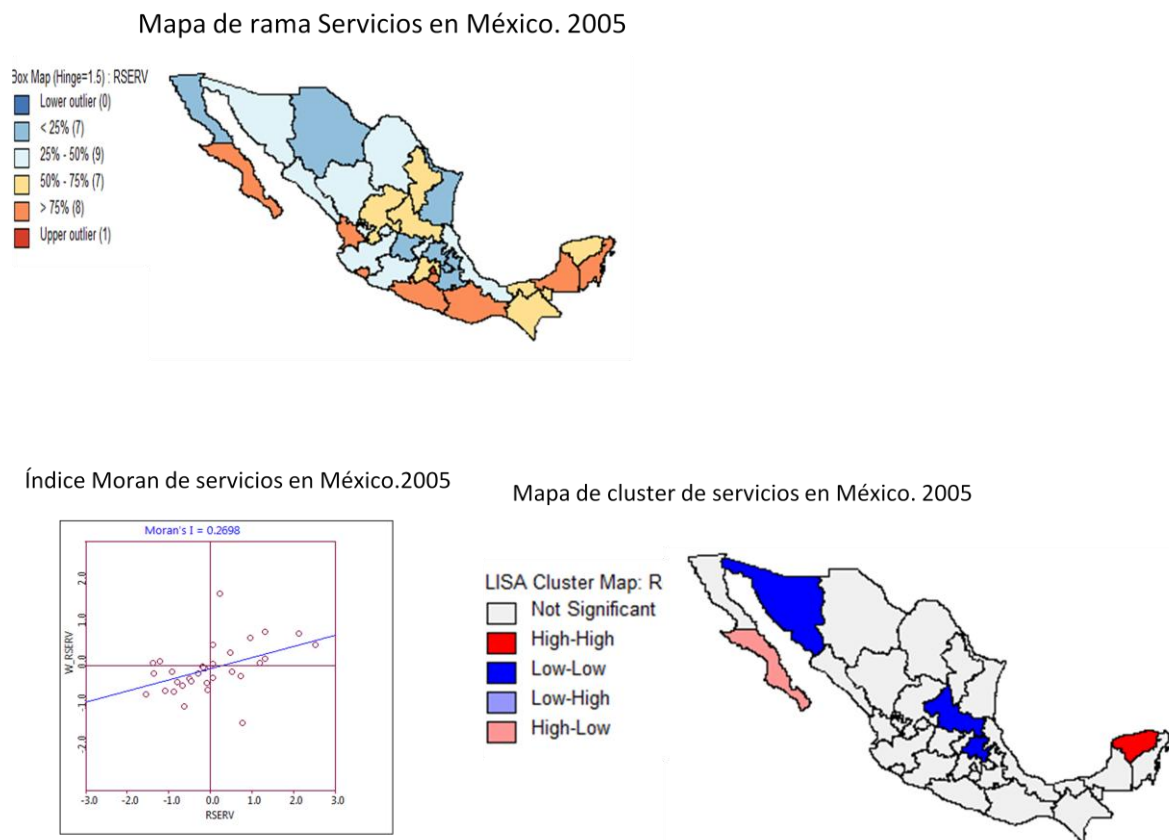 Mapa de rama Servicios en México. 2005
Box Map (Hinge=1.5) : RSERV
Lower outlier (0)
< 25% (7)
25% - 50% (9)
50% - 75% (7)
> 75% (8)
Upper outlier (1)
Índice Moran de servicios en México.2005
Moran's I = 0.2698
2.0
1.0
0.0
-1.0
-2.0
W_RSERV
-3.0 -2.0 -1.0 0.0 1.0 2.0 3.0
RSERV
Mapa de cluster de servicios en México. 2005
LISA Cluster Map: R
Not Significant
High-High
Low-Low
Low-High
High-Low